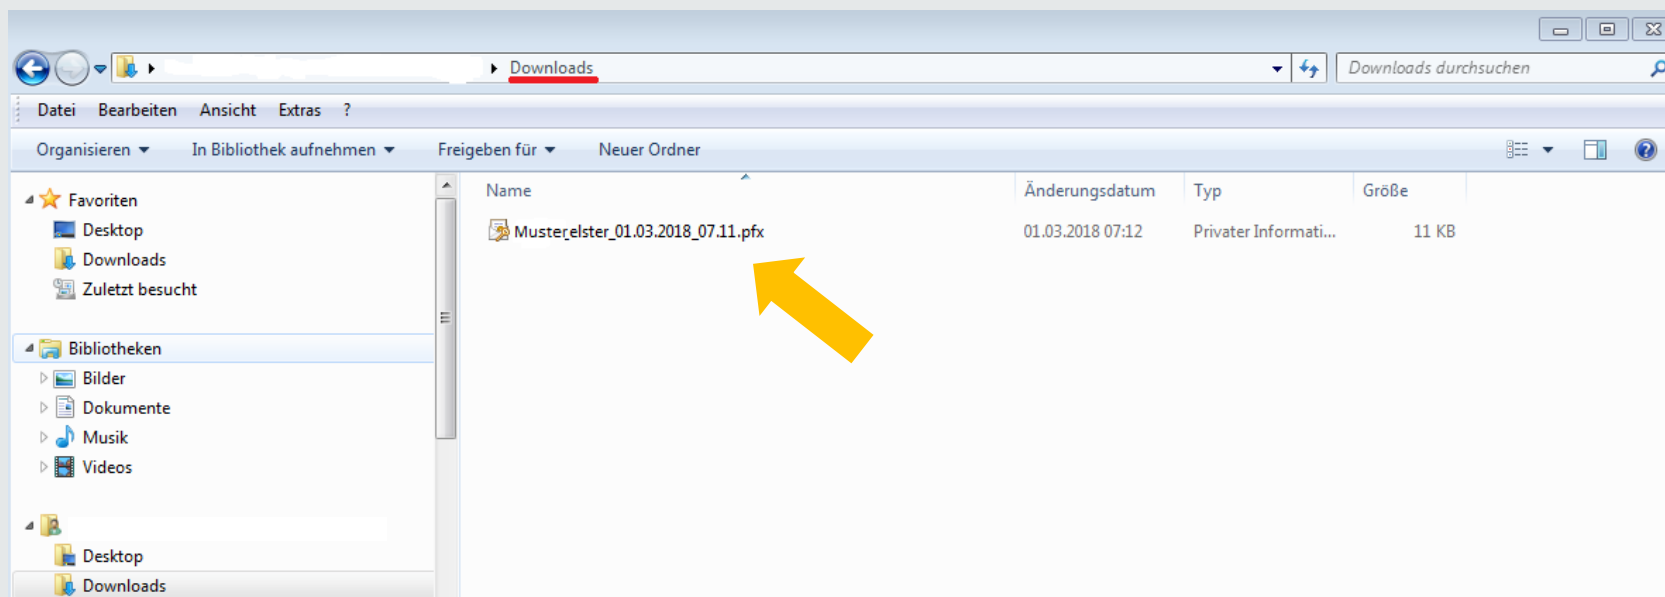 Downloads
Downloads durchsuchen
Datei Bearbeiten Ansicht Extras ?
Organisieren In Bibliothek aufnehmen Freigeben für Neuer Ordner
Favoriten
Desktop
Downloads
Zuletzt besucht
Bibliotheken
Bilder
Dokumente
Musik
Videos
Desktop
Downloads
Name Änderungsdatum Typ Größe
Muster_elster_01.03.2018_07.11.pfx 01.03.2018 07:12 Privater Informati... 11 KB